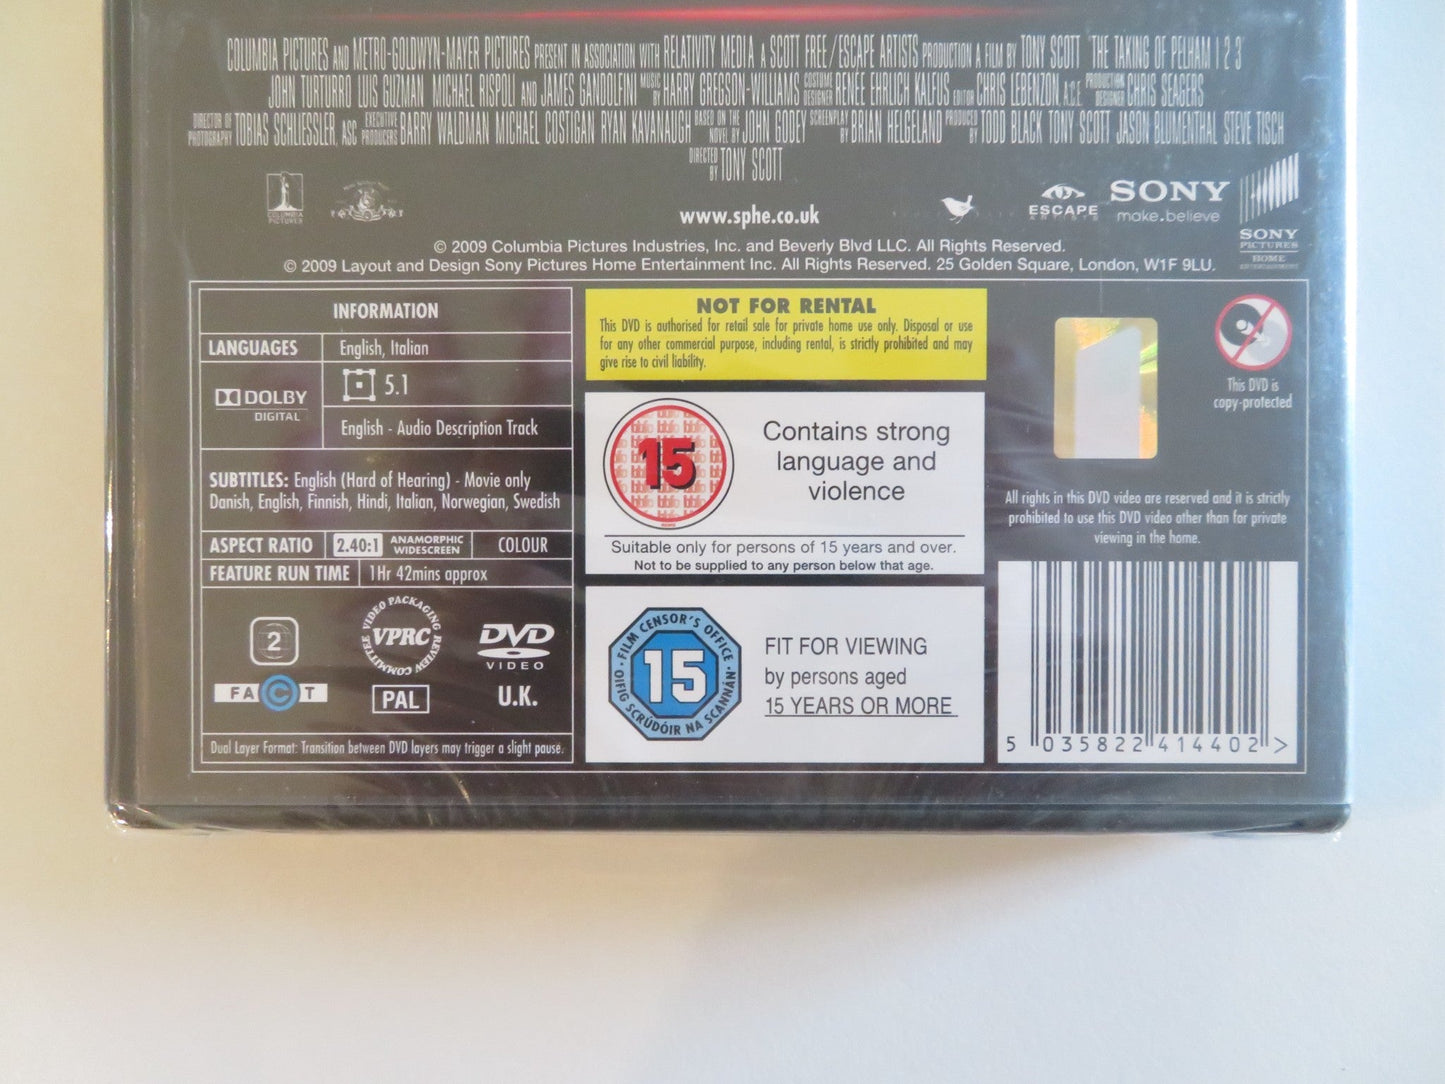 COLUMBIA PICTURES AND METRO-GOLDWYN-MAYER PICTURES PRESENT IN ASSOCIATION WITH RELATIVITY MEDIA A SCOTT FREE/ESCAPE ARTISTS PRODUCTION A FILM BY TONY SCOTT 'THE TAKING OF PELHAM 1 2 3'
JOHN TURTURRO LUIS GUZMAN MICHAEL RISPOLI AND JAMES GANDOLFINI MUSIC BY HARRY GREGSON-WILLIAMS COSTUME DESIGNER RENÉE EHRLICH KALFUS EDITOR CHRIS LEBENZON, A.C.E. PRODUCTION DESIGNER CHRIS SEAGERS
DIRECTOR OF PHOTOGRAPHY TOBIAS SCHLIESSLER, ASC EXECUTIVE PRODUCERS BARRY WALDMAN MICHAEL COSTIGAN RYAN KAVANAUGH BASED ON THE NOVEL BY JOHN GODEY SCREENPLAY BY BRIAN HELGELAND PRODUCED BY TODD BLACK TONY SCOTT JASON BLUMENTHAL STEVE TISCH
DIRECTED BY TONY SCOTT
COLUMBIA
PICTURES
www.sphe.co.uk
ESCAPE
ARTISTS
SONY
make.believe
SONY
PICTURES
HOME
ENTERTAINMENT
© 2009 Columbia Pictures Industries, Inc. and Beverly Blvd LLC. All Rights Reserved.
© 2009 Layout and Design Sony Pictures Home Entertainment Inc. All Rights Reserved. 25 Golden Square, London, W1F 9LU.
INFORMATION
LANGUAGES English, Italian
DOLBY
DIGITAL
5.1
English - Audio Description Track
SUBTITLES: English (Hard of Hearing) - Movie only
Danish, English, Finnish, Hindi, Italian, Norwegian, Swedish
ASPECT RATIO 2.40:1 ANAMORPHIC WIDESCREEN COLOUR
FEATURE RUN TIME 1Hr 42mins approx
2
VIDEO PACKAGING REVIEW COMMITTEE
VPRC
DVD
VIDEO
FACT
PAL
U.K.
Dual Layer Format: Transition between DVD layers may trigger a slight pause.
NOT FOR RENTAL
This DVD is authorised for retail sale for private home use only. Disposal or use
for any other commercial purpose, including rental, is strictly prohibited and may
give rise to civil liability.
15
Contains strong
language and
violence
Suitable only for persons of 15 years and over.
Not to be supplied to any person below that age.
FILM CENSOR'S OFFICE
15
OIFIG SCRÚDÓIR NA SCANNÁN
FIT FOR VIEWING
by persons aged
15 YEARS OR MORE
This DVD is
copy-protected
All rights in this DVD video are reserved and it is strictly
prohibited to use this DVD video other than for private
viewing in the home.
5 035822 414402 >